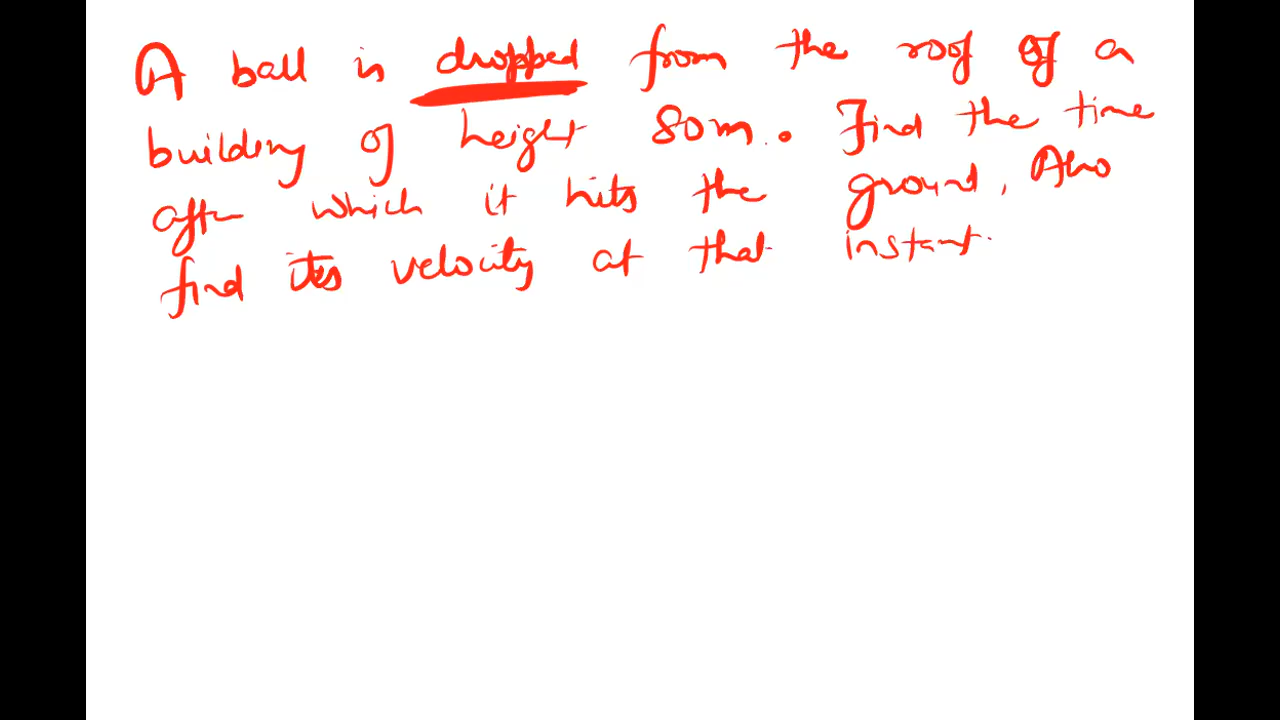 A ball is dropped from the roof of a
building of height 80m. Find the time
after which it hits the ground, Also
find its velocity at that instant.